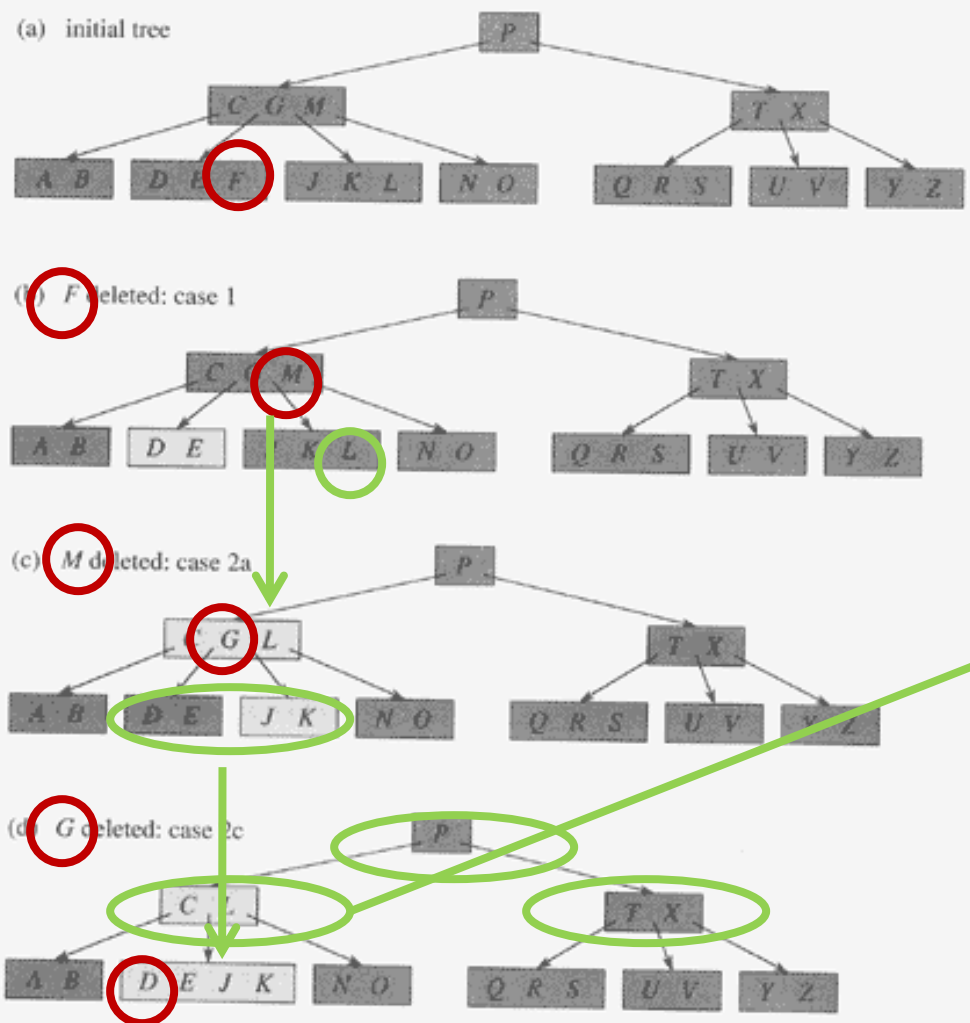 (a) initial tree
P
C G M
T X
A B
D E F
J K L
N O
Q R S
U V
Y Z
(b) F deleted: case 1
P
C G M
T X
A B
D E
K L
N O
Q R S
U V
Y Z
(c) M deleted: case 2a
P
C G L
T X
A B
D E
J K
N O
Q R S
U V
Y Z
(d) G deleted: case 2c
P
C L
T X
A B
D E J K
N O
Q R S
U V
Y Z